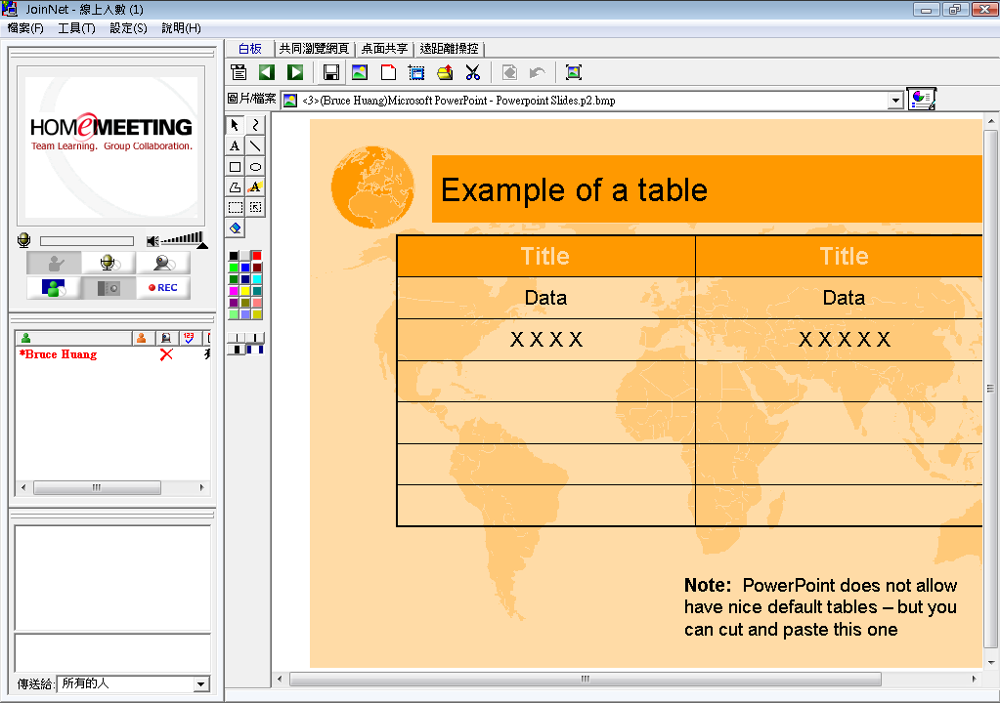 JoinNet - 線上人數 (1)
檔案(F) 工具(T) 設定(S) 說明(H)
HOMEMEETING
Team Learning. Group Collaboration.
REC
123
*Bruce Huang
傳送給: 所有的人
白板 共同瀏覽網頁 桌面共享 遠距離操控
圖片/檔案 <3>(Bruce Huang)Microsoft PowerPoint - Powerpoint Slides.p2.bmp
A
A
Example of a table
Title Title
Data Data
X X X X X X X X X
Note: PowerPoint does not allow
have nice default tables – but you
can cut and paste this one